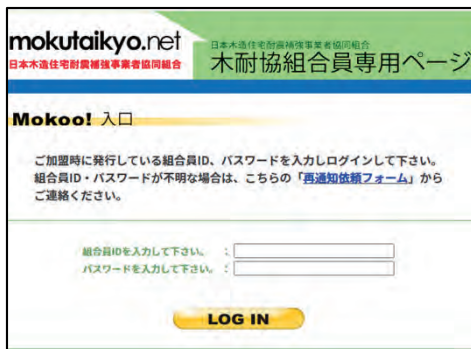 mokutaikyo.net
日本木造住宅耐震補強事業者協同組合
日本木造住宅耐震補強事業者協同組合
木耐協組合員専用ページ
Mokoo! 入口
ご加盟時に発行している組合員ID、パスワードを入力しログインして下さい。
組合員ID・パスワードが不明な場合は、こちらの「再通知依頼フォーム」から
ご連絡ください。
組合員IDを入力して下さい。 :
パスワードを入力して下さい。 :
LOG IN